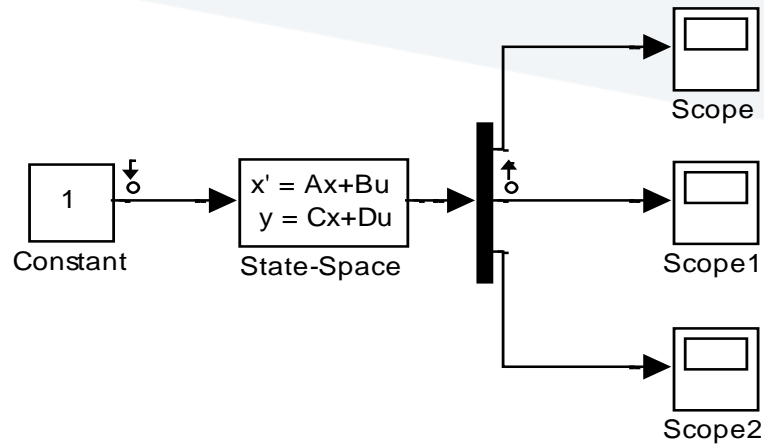 Scope
1
Constant
x' = Ax+Bu
y = Cx+Du
State-Space
Scope1
Scope2